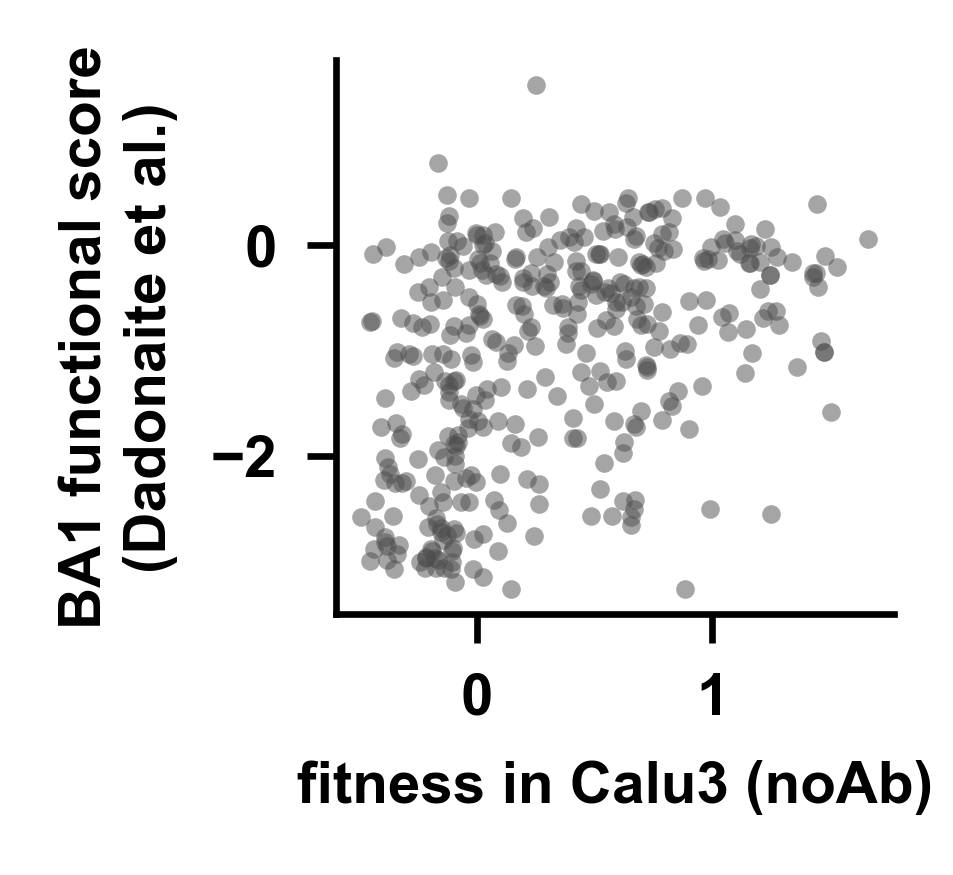 BA1 functional score
(Dadonaite et al.)
0
−2
0
1
fitness in Calu3 (noAb)